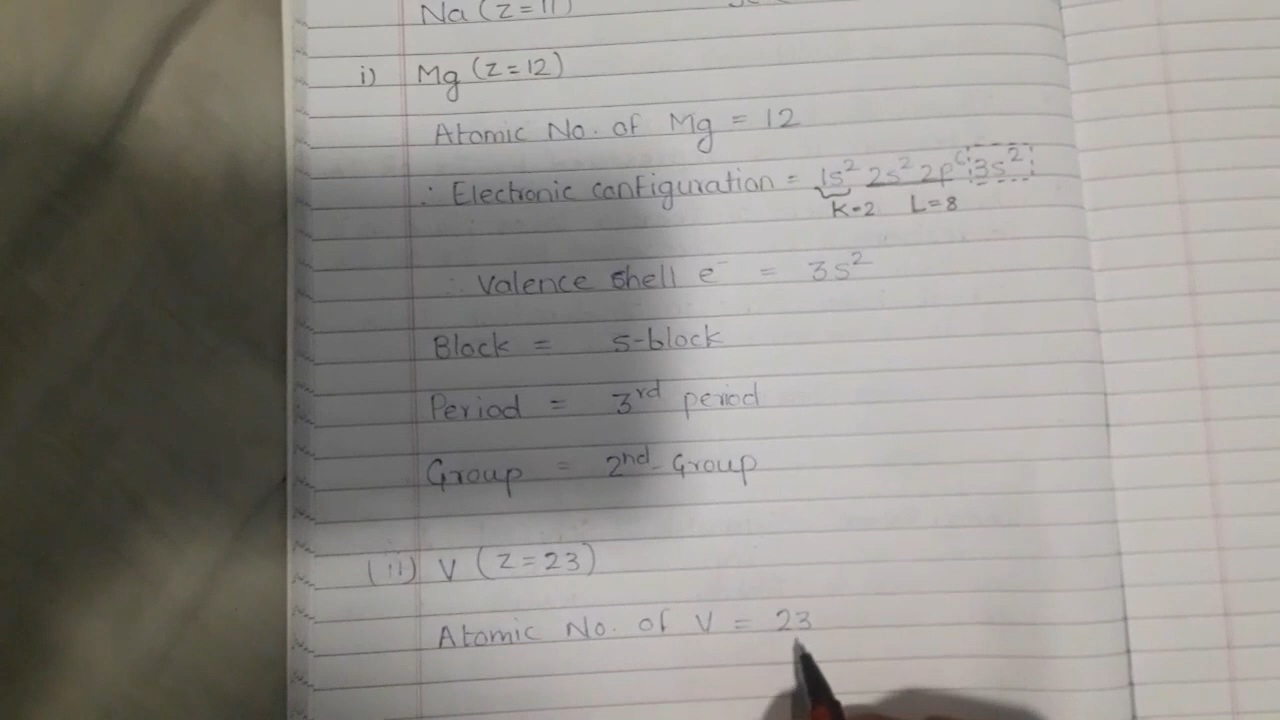 Na (Z=11)
i) Mg (Z=12)
Atomic No. of Mg = 12
∴ Electronic configuration = 1s² 2s² 2p⁶ 3s²
K=2 L=8
Valence shell e⁻ = 3s²
Block = s-block
Period = 3rd period
Group = 2nd Group
(ii) V (Z=23)
Atomic No. of V = 23